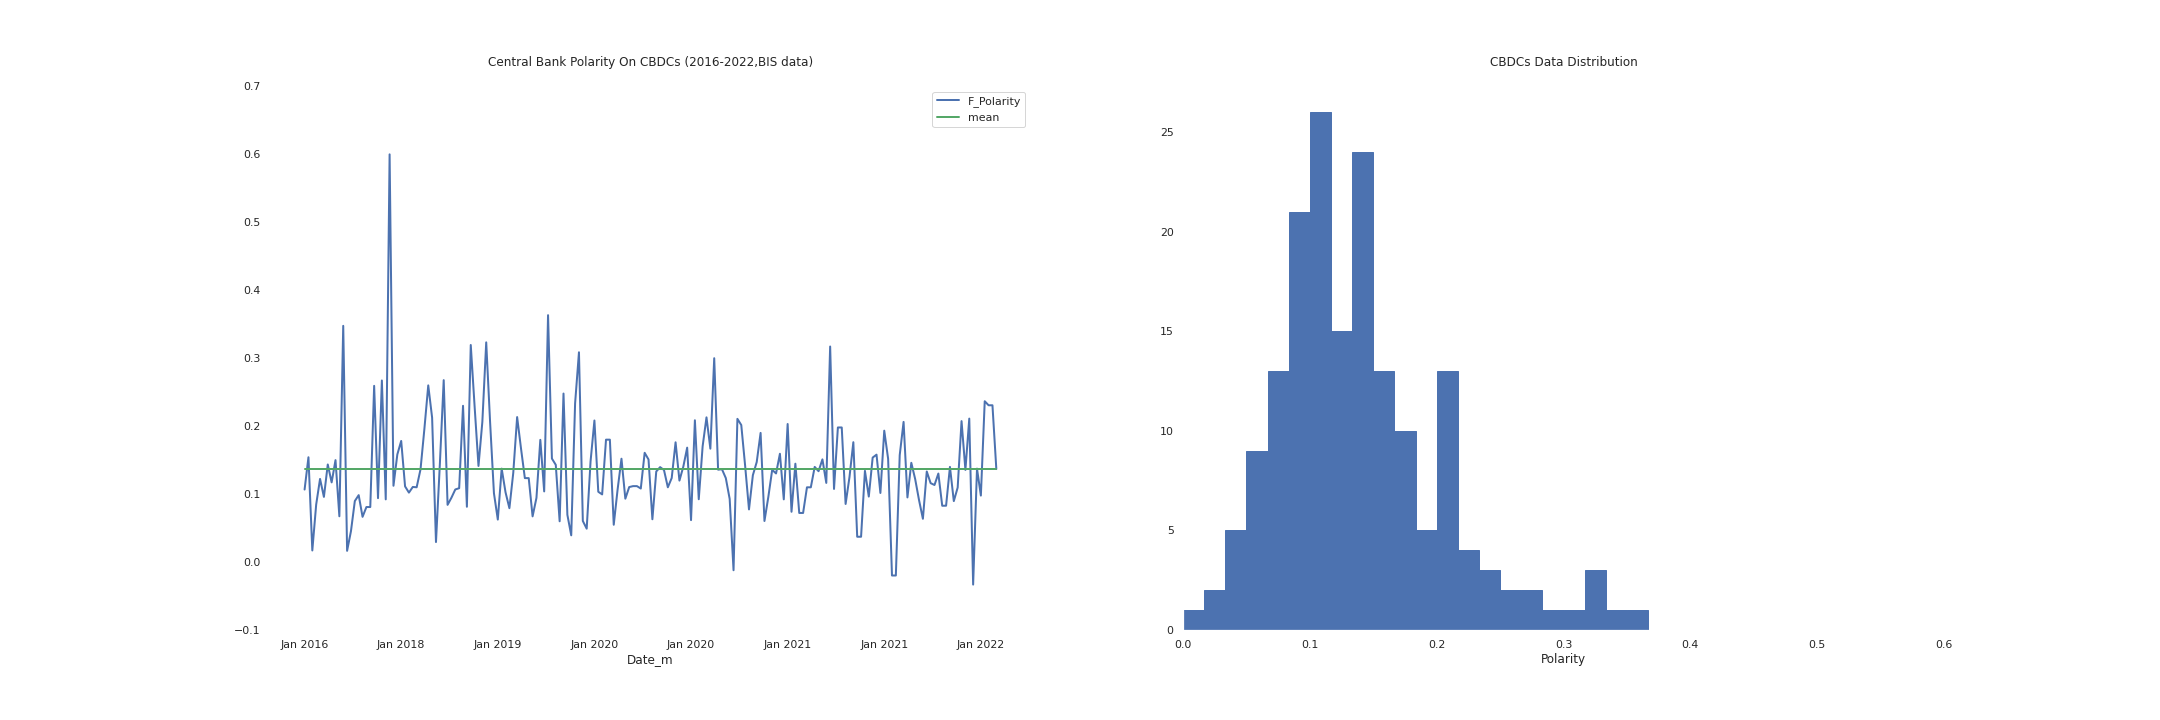 Central Bank Polarity On CBDCs (2016-2022,BIS data)
0.7
0.6
0.5
0.4
0.3
0.2
0.1
0.0
−0.1
F_Polarity
mean
Jan 2016 Jan 2018 Jan 2019 Jan 2020 Jan 2020 Jan 2021 Jan 2021 Jan 2022
Date_m
CBDCs Data Distribution
25
20
15
10
5
0
0.0 0.1 0.2 0.3 0.4 0.5 0.6
Polarity